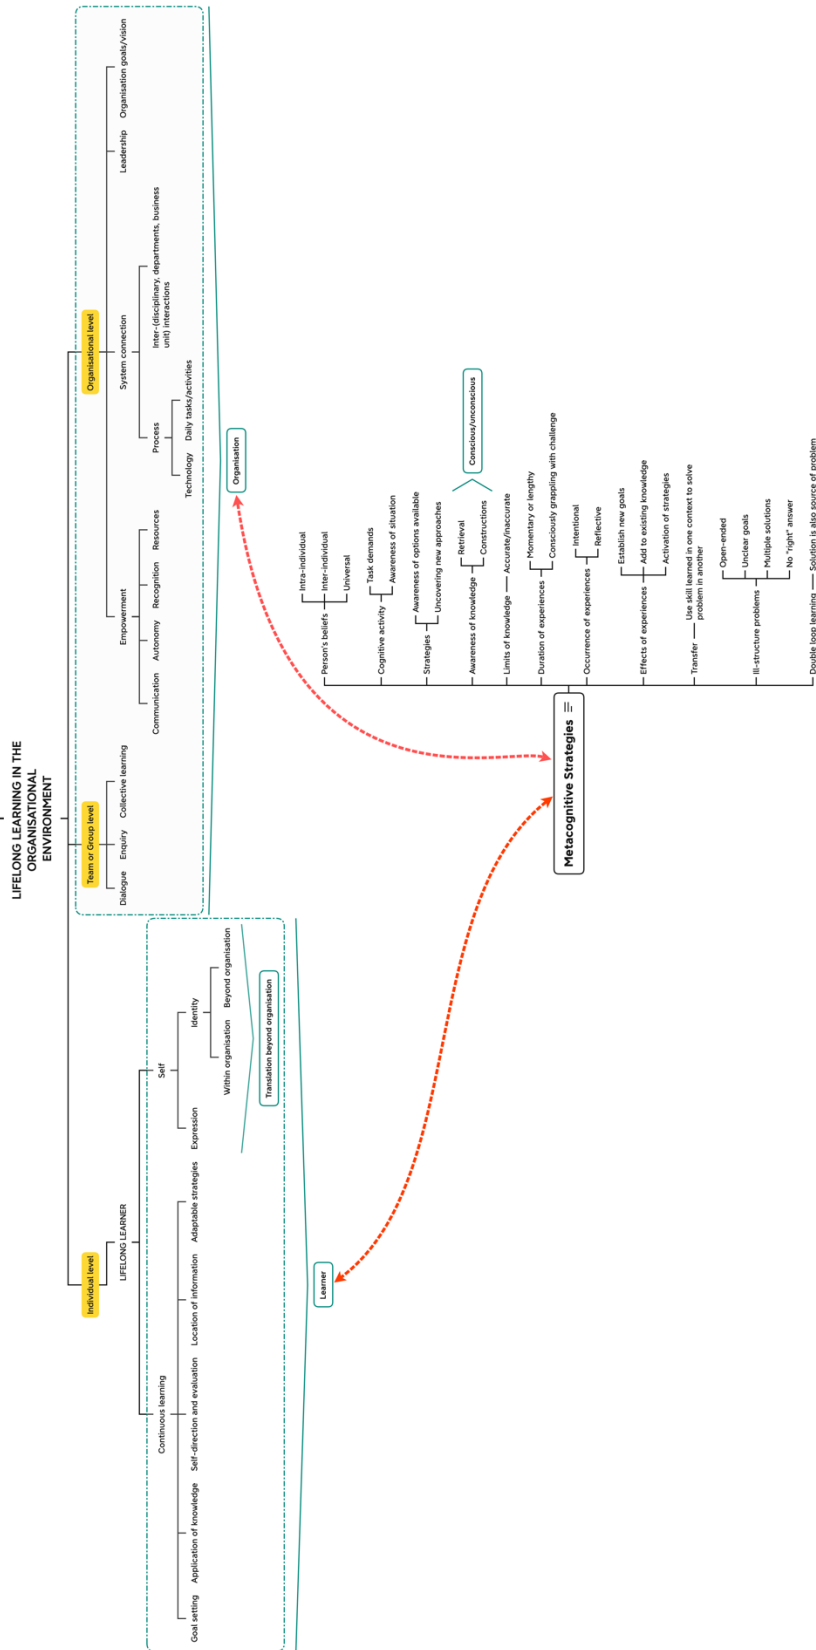 LIFELONG LEARNING IN THE
ORGANISATIONAL
ENVIRONMENT
Individual level
LIFELONG LEARNER
Continuous learning
Goal setting
Application of knowledge
Self-direction and evaluation
Location of information
Adaptable strategies
Self
Expression
Identity
Within organisation
Beyond organisation
Translation beyond organisation
Learner
Team or Group level
Dialogue
Enquiry
Collective learning
Organisational level
Empowerment
Communication
Autonomy
Recognition
Resources
System connection
Process
Technology
Daily tasks/activities
Inter-(disciplinary, departments, business
unit) interactions
Leadership
Organisation goals/vision
Organisation
Metacognitive Strategies
Person's beliefs
Intra-individual
Inter-individual
Universal
Cognitive activity
Task demands
Awareness of situation
Strategies
Awareness of options available
Uncovering new approaches
Awareness of knowledge
Retrieval
Constructions
Conscious/unconscious
Limits of knowledge
Accurate/inaccurate
Duration of experiences
Momentary or lengthy
Consciously grappling with challenge
Occurrence of experiences
Intentional
Reflective
Effects of experiences
Establish new goals
Add to existing knowledge
Activation of strategies
Transfer
Use skill learned in one context to solve
problem in another
Ill-structure problems
Open-ended
Unclear goals
Multiple solutions
No "right" answer
Double loop learning
Solution is also source of problem